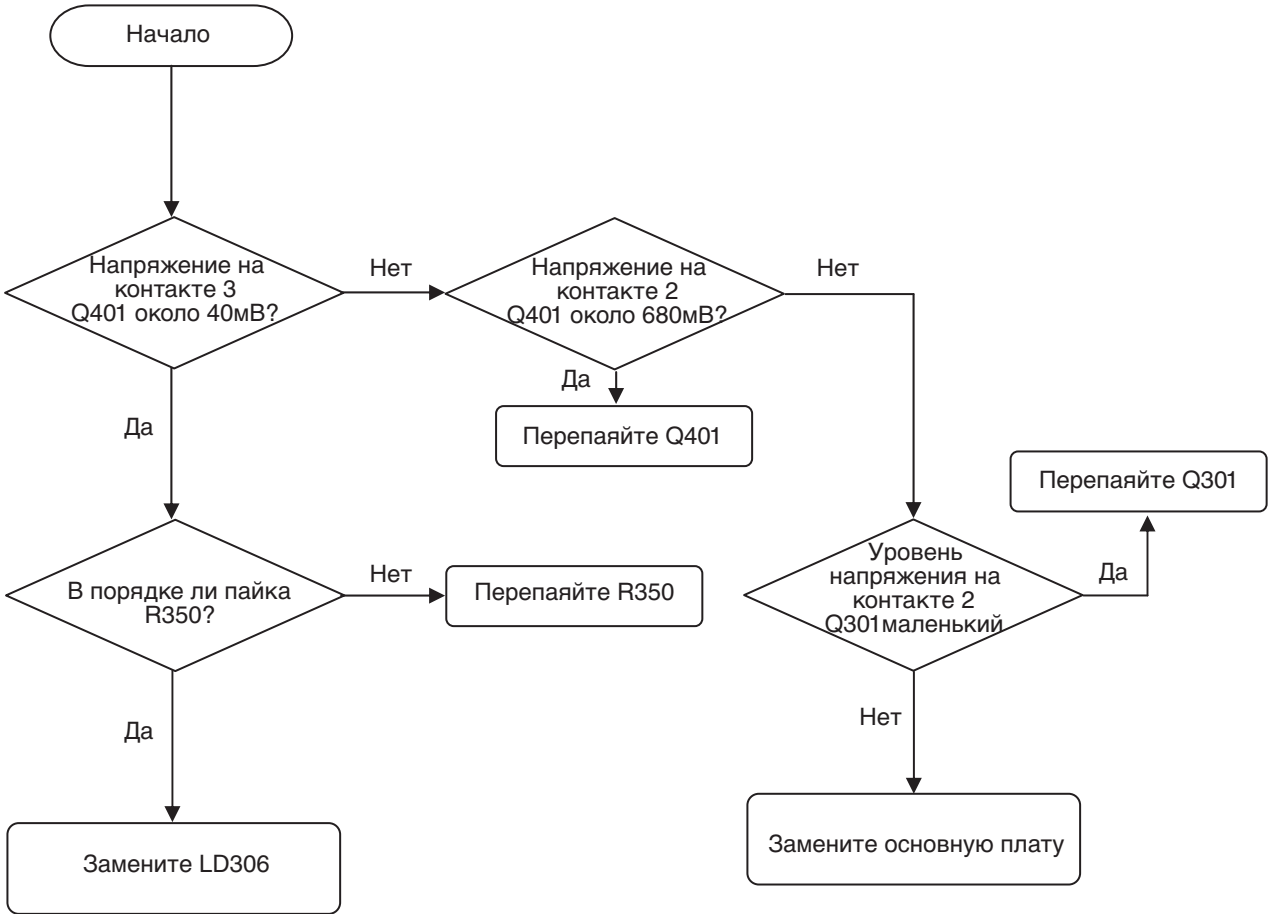 Начало
Напряжение на
контакте 3
Q401 около 40мВ?
Нет
Напряжение на
контакте 2
Q401 около 680мВ?
Нет
Да
Перепаяйте Q401
Да
Перепаяйте Q301
В порядке ли пайка
R350?
Нет
Перепаяйте R350
Уровень
напряжения на
контакте 2
Q301маленький
Да
Да
Нет
Замените LD306
Замените основную плату